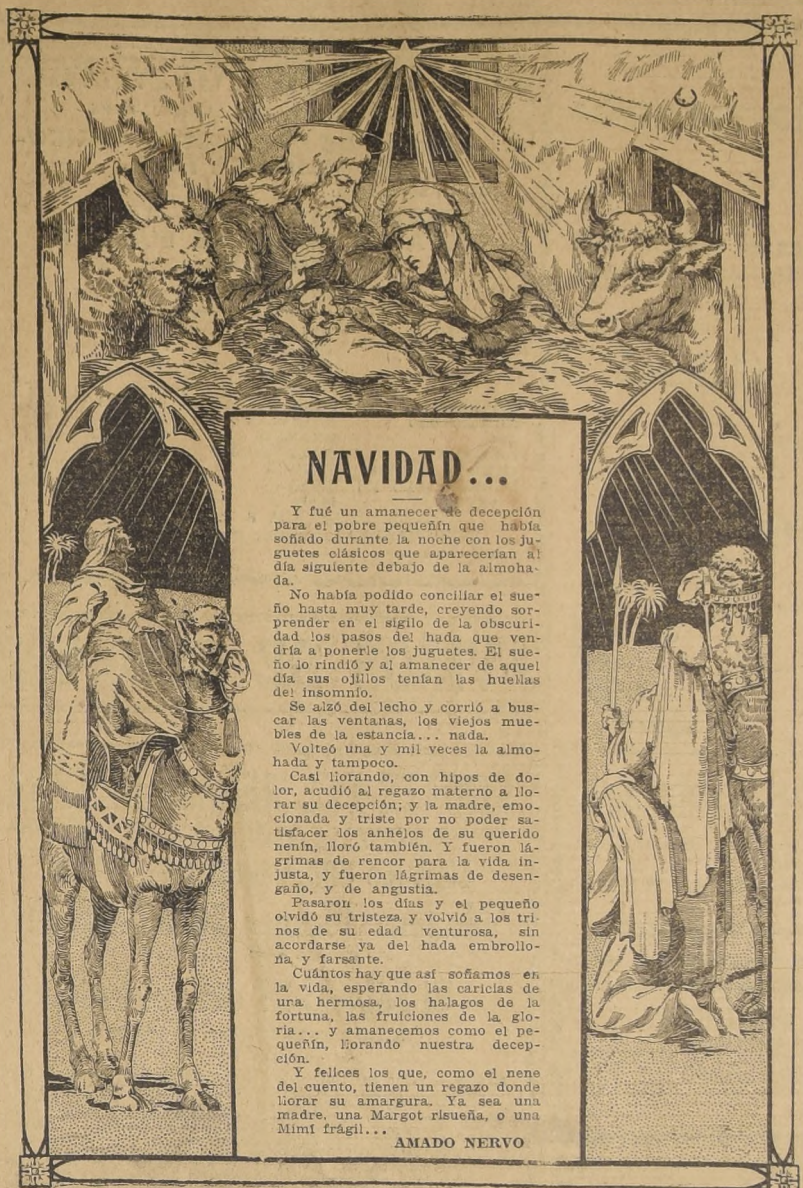 NAVIDAD...
Y fué un amanecer de decepción
para el pobre pequeñín que había
soñado durante la noche con los ju-
guetes clásicos que aparecerían al
día siguiente debajo de la almoha-
da.
No había podido conciliar el sue-
ño hasta muy tarde, creyendo sor-
prender en el sigilo de la obscuri-
dad los pasos del hada que ven-
dría a ponerle los juguetes. El sue-
ño lo rindió y al amanecer de aquel
día sus ojillos tenían las huellas
del insomnio.
Se alzó del lecho y corrió a bus-
car las ventanas, los viejos mue-
bles de la estancia... nada.
Volteó una y mil veces la almo-
hada y tampoco.
Casi llorando, con hipos de do-
lor, acudió al regazo materno a llo-
rar su decepción; y la madre, emo-
cionada y triste por no poder sa-
tisfacer los anhelos de su querido
nenín, lloró también. Y fueron lá-
grimas de rencor para la vida in-
justa, y fueron lágrimas de desen-
gaño, y de angustia.
Pasaron los días y el pequeño
olvidó su tristeza y volvió a los tri-
nos de su edad venturosa, sin
acordarse ya del hada embrollo-
na y farsante.
Cuántos hay que así soñamos en
la vida, esperando las caricias de
una hermosa, los halagos de la
fortuna, las fruiciones de la glo-
ria... y amanecemos como el pe-
queñín, llorando nuestra decep-
ción.
Y felices los que, como el nene
del cuento, tienen un regazo donde
llorar su amargura. Ya sea una
madre, una Margot risueña, o una
Mimí frágil...
AMADO NERVO